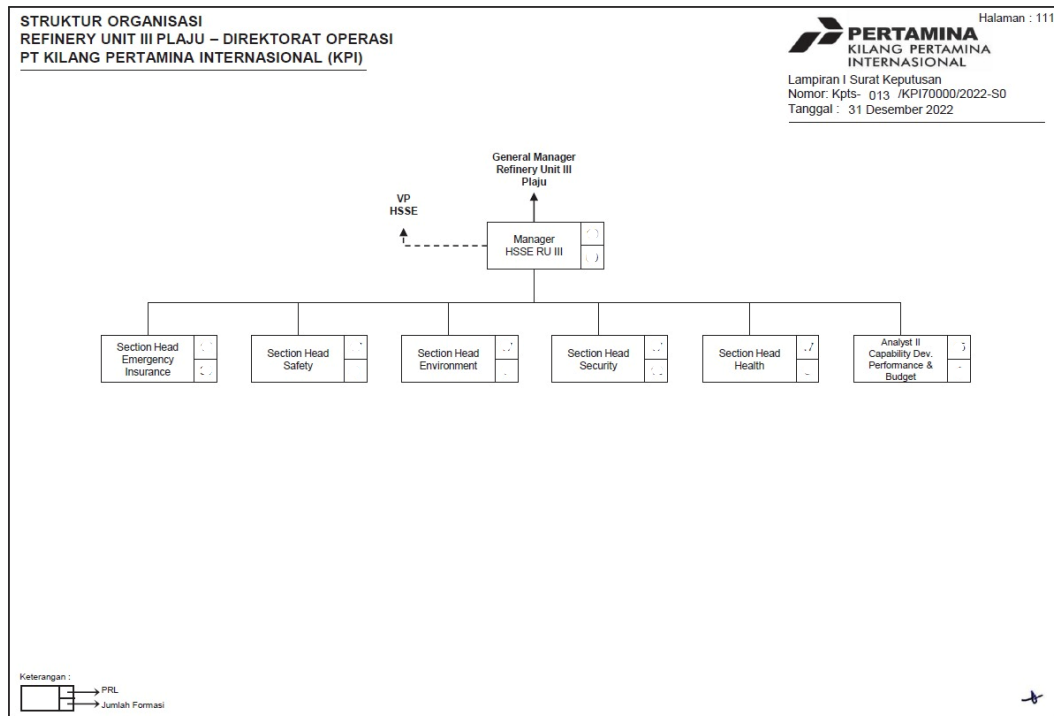 STRUKTUR ORGANISASI
REFINERY UNIT III PLAJU – DIREKTORAT OPERASI
PT KILANG PERTAMINA INTERNASIONAL (KPI)
Halaman : 111
PERTAMINA
KILANG PERTAMINA
INTERNASIONAL
Lampiran I Surat Keputusan
Nomor: Kpts- 013 /KPI70000/2022-S0
Tanggal : 31 Desember 2022
General Manager
Refinery Unit III
Plaju
VP
HSSE
Manager
HSSE RU III
Section Head
Emergency
Insurance
Section Head
Safety
Section Head
Environment
Section Head
Security
Section Head
Health
Analyst II
Capability Dev.
Performance &
Budget
Keterangan :
PRL
Jumlah Formasi